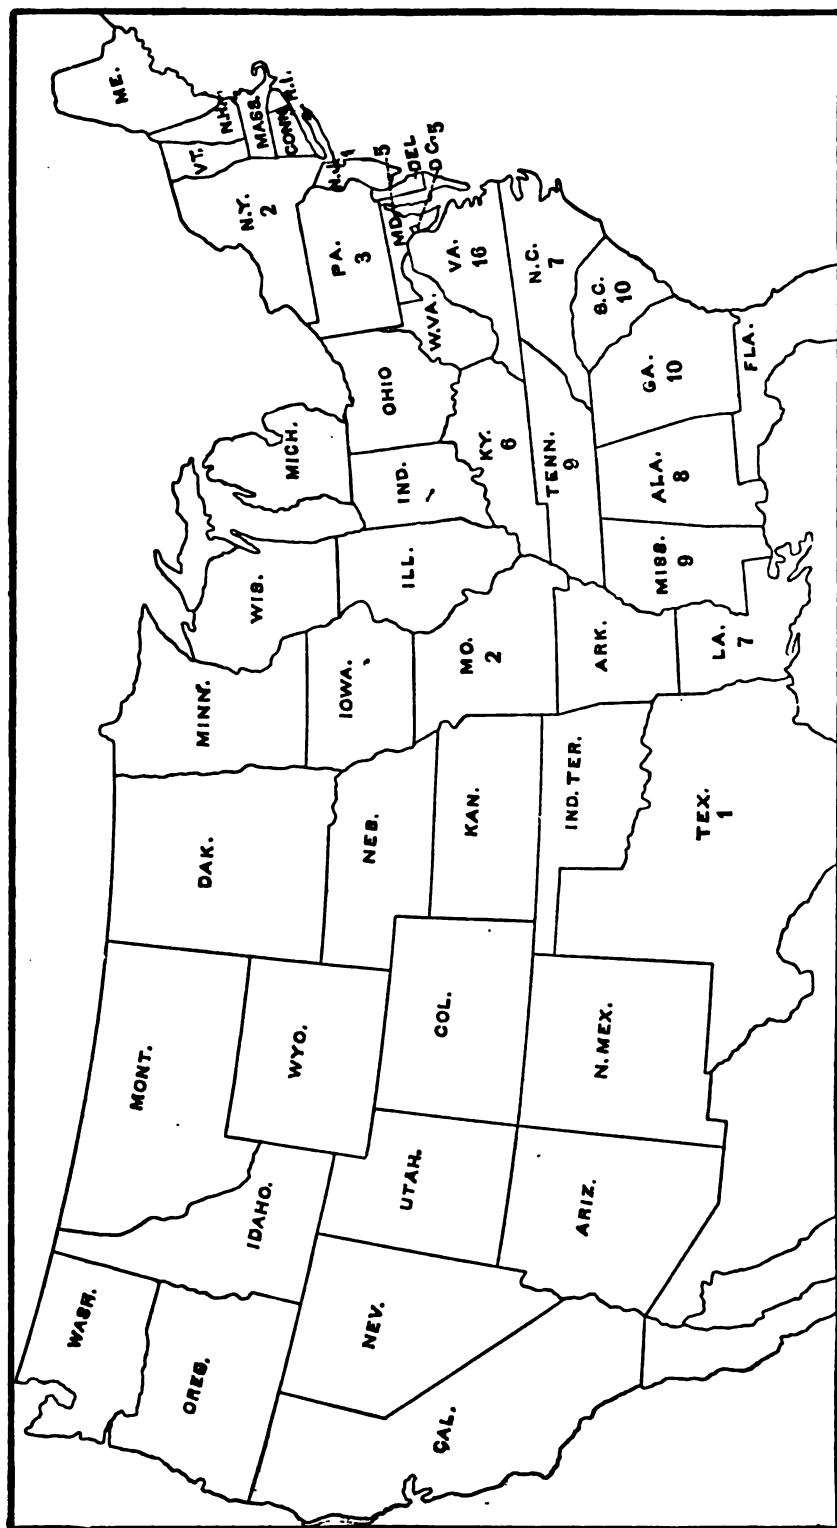 WASH.
OREG.
CAL.
NEV.
IDAHO.
MONT.
WYO.
UTAH.
COL.
ARIZ.
N.MEX.
DAK.
NEB.
KAN.
IND.TER.
TEX.
1
MINN.
IOWA.
MO.
2
ARK.
LA.
7
WIS.
ILL.
MICH.
IND.
OHIO
KY.
6
TENN.
9
MISS.
9
ALA.
8
GA.
10
FLA.
S.C.
10
N.C.
7
VA.
16
W.VA.
PA.
3
N.Y.
2
VT.
N.H.
ME.
MASS.
CONN.
R.I.
N.J.
1
MD.
5
DEL
D C-5